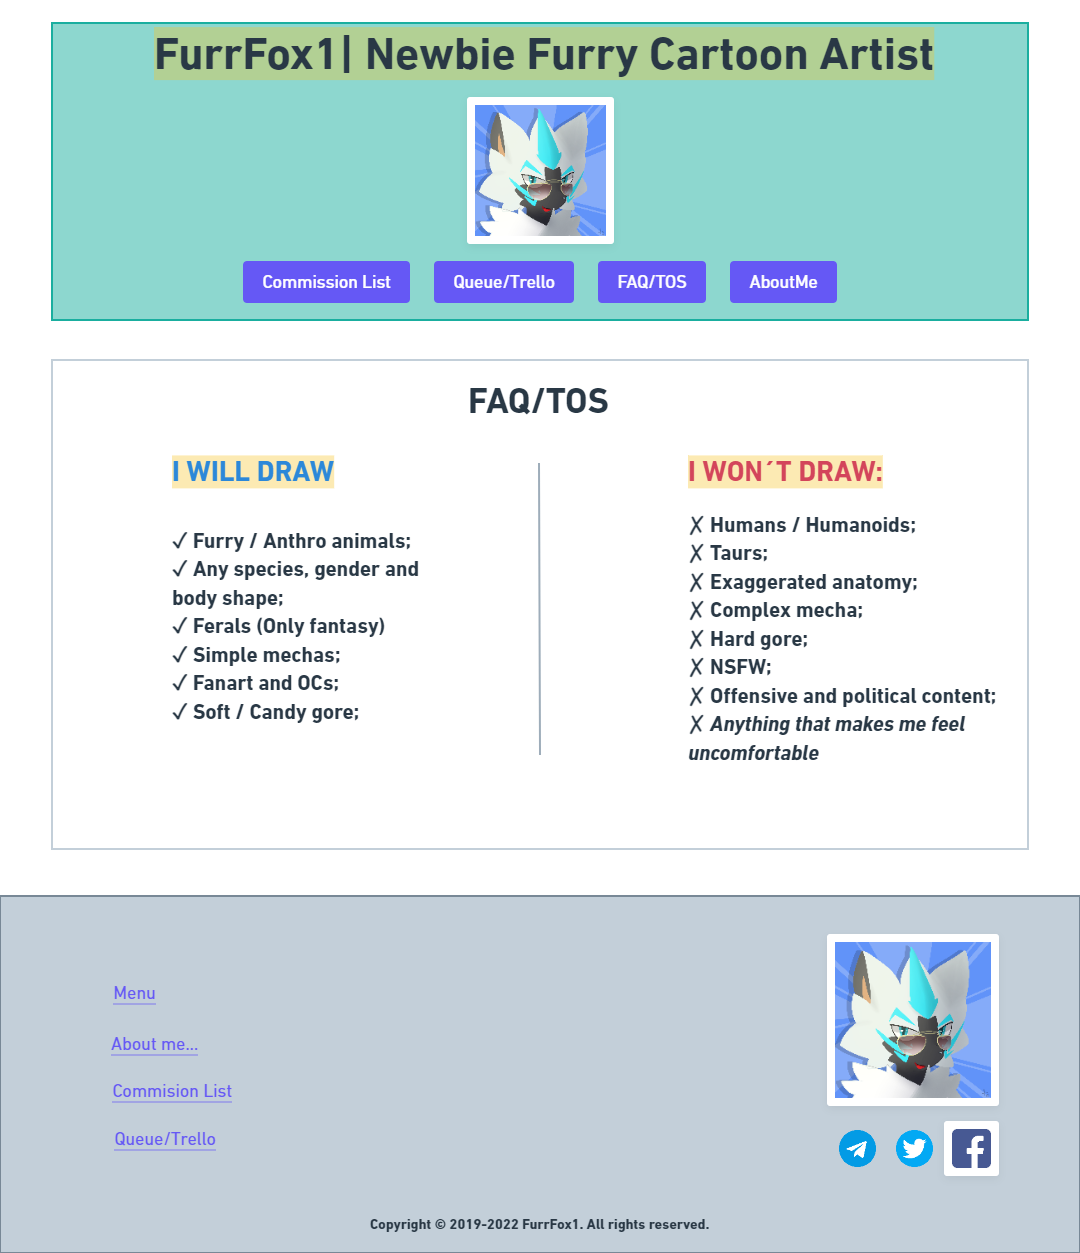 FurrFox1| Newbie Furry Cartoon Artist
Commission List
Queue/Trello
FAQ/TOS
AboutMe
FAQ/TOS
I WILL DRAW
✓ Furry / Anthro animals;
✓ Any species, gender and
body shape;
✓ Ferals (Only fantasy)
✓ Simple mechas;
✓ Fanart and OCs;
✓ Soft / Candy gore;
I WON´T DRAW:
✗ Humans / Humanoids;
✗ Taurs;
✗ Exaggerated anatomy;
✗ Complex mecha;
✗ Hard gore;
✗ NSFW;
✗ Offensive and political content;
✗ Anything that makes me feel
uncomfortable
Menu
About me...
Commision List
Queue/Trello
Copyright © 2019-2022 FurrFox1. All rights reserved.